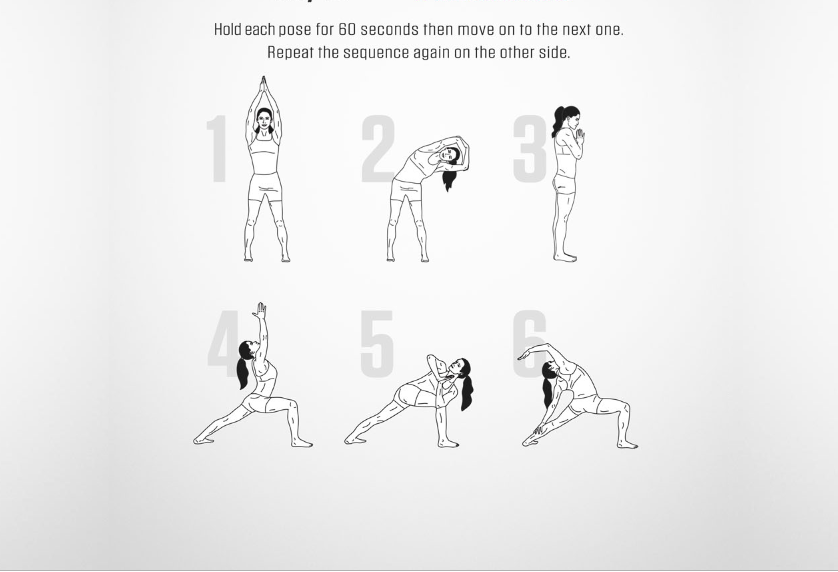 Hold each pose for 60 seconds then move on to the next one.
Repeat the sequence again on the other side.
1 2 3
4 5 6